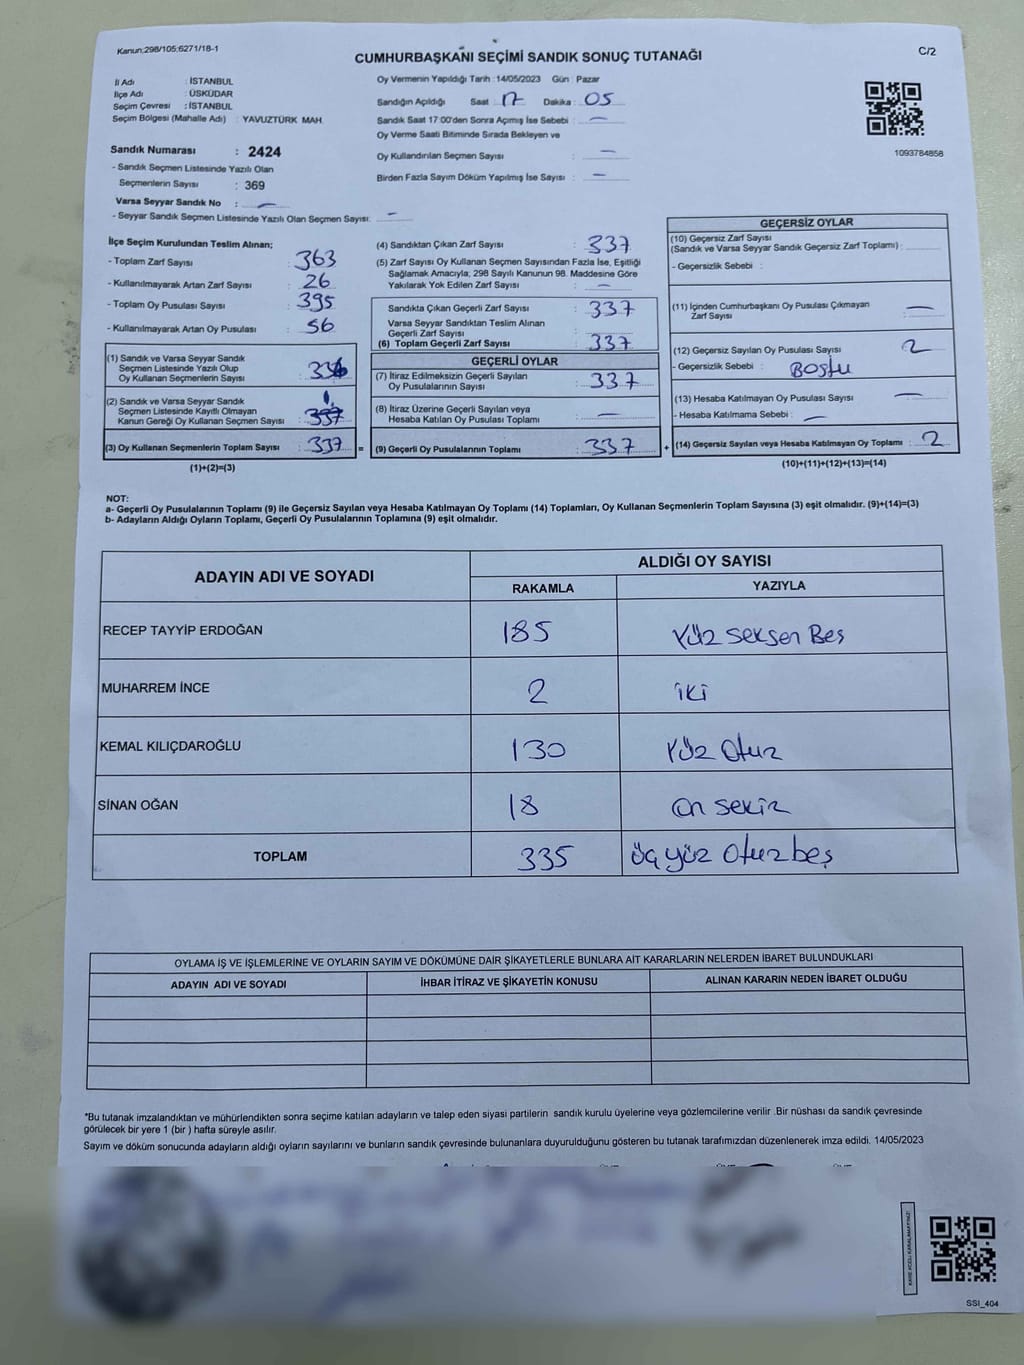 Kanun:298/105;6271/18-1
CUMHURBAŞKANI SEÇİMİ SANDIK SONUÇ TUTANAĞI
C/2
İl Adı : İSTANBUL
İlçe Adı : ÜSKÜDAR
Seçim Çevresi : İSTANBUL
Seçim Bölgesi (Mahalle Adı) : YAVUZTÜRK MAH.
Sandık Numarası : 2424
- Sandık Seçmen Listesinde Yazılı Olan
Seçmenlerin Sayısı : 369
Varsa Seyyar Sandık No : —
- Seyyar Sandık Seçmen Listesinde Yazılı Olan Seçmen Sayısı: —
Oy Vermenin Yapıldığı Tarih : 14/05/2023 Gün : Pazar
Sandığın Açıldığı Saat : 17 Dakika : 05
Sandık Saat 17:00'den Sonra Açımış İse Sebebi : —
Oy Verme Saati Bitiminde Sırada Bekleyen ve
Oy Kullandırılan Seçmen Sayısı : —
Birden Fazla Sayım Döküm Yapılmış İse Sayısı : —
1093784858
İlçe Seçim Kurulundan Teslim Alınan;
- Toplam Zarf Sayısı : 363
- Kullanılmayarak Artan Zarf Sayısı : 26
- Toplam Oy Pusulası Sayısı : 395
- Kullanılmayarak Artan Oy Pusulası : 56
(1) Sandık ve Varsa Seyyar Sandık
Seçmen Listesinde Yazılı Olup
Oy Kullanan Seçmenlerin Sayısı : 336
(2) Sandık ve Varsa Seyyar Sandık
Seçmen Listesinde Kayıtlı Olmayan
Kanun Gereği Oy Kullanan Seçmen Sayısı : 1
(3) Oy Kullanan Seçmenlerin Toplam Sayısı : 337 =
(1)+(2)=(3)
(4) Sandıktan Çıkan Zarf Sayısı : 337
(5) Zarf Sayısı Oy Kullanan Seçmen Sayısından Fazla İse, Eşitliği
Sağlamak Amacıyla; 298 Sayılı Kanunun 98. Maddesine Göre
Yakılarak Yok Edilen Zarf Sayısı : —
Sandıkta Çıkan Geçerli Zarf Sayısı : 337
Varsa Seyyar Sandıktan Teslim Alınan
Geçerli Zarf Sayısı :
(6) Toplam Geçerli Zarf Sayısı : 337
GEÇERLİ OYLAR
(7) İtiraz Edilmeksizin Geçerli Sayılan
Oy Pusulalarının Sayısı : 337
(8) İtiraz Üzerine Geçerli Sayılan veya
Hesaba Katılan Oy Pusulası Toplamı : —
(9) Geçerli Oy Pusulalarının Toplamı : 337 +
GEÇERSİZ OYLAR
(10) Geçersiz Zarf Sayısı
(Sandık ve Varsa Seyyar Sandık Geçersiz Zarf Toplamı) :
- Geçersizlik Sebebi :
(11) İçinden Cumhurbaşkanı Oy Pusulası Çıkmayan
Zarf Sayısı : —
(12) Geçersiz Sayılan Oy Pusulası Sayısı : 2
- Geçersizlik Sebebi : Boştu
(13) Hesaba Katılmayan Oy Pusulası Sayısı : —
- Hesaba Katılmama Sebebi : —
(14) Geçersiz Sayılan veya Hesaba Katılmayan Oy Toplamı : 2
(10)+(11)+(12)+(13)=(14)
NOT:
a- Geçerli Oy Pusulalarının Toplamı (9) ile Geçersiz Sayılan veya Hesaba Katılmayan Oy Toplamı (14) Toplamları, Oy Kullanan Seçmenlerin Toplam Sayısına (3) eşit olmalıdır. (9)+(14)=(3)
b- Adayların Aldığı Oyların Toplamı, Geçerli Oy Pusulalarının Toplamına (9) eşit olmalıdır.
ADAYIN ADI VE SOYADI
ALDIĞI OY SAYISI
RAKAMLA YAZIYLA
RECEP TAYYİP ERDOĞAN 185 Yüz seksen Beş
MUHARREM İNCE 2 iki
KEMAL KILIÇDAROĞLU 130 Yüz Otuz
SİNAN OĞAN 18 on sekiz
TOPLAM 335 üç yüz Otuz beş
OYLAMA İŞ VE İŞLEMLERİNE VE OYLARIN SAYIM VE DÖKÜMÜNE DAİR ŞİKAYETLERLE BUNLARA AİT KARARLARIN NELERDEN İBARET BULUNDUKLARI
ADAYIN ADI VE SOYADI İHBAR İTİRAZ VE ŞİKAYETİN KONUSU ALINAN KARARIN NEDEN İBARET OLDUĞU
*Bu tutanak imzalandıktan ve mühürlendikten sonra seçime katılan adayların ve talep eden siyasi partilerin sandık kurulu üyelerine veya gözlemcilerine verilir .Bir nüshası da sandık çevresinde
görülecek bir yere 1 (bir ) hafta süreyle asılır.
Sayım ve döküm sonucunda adayların aldığı oyların sayılarını ve bunların sandık çevresinde bulunanlara duyurulduğunu gösteren bu tutanak tarafımızdan düzenlenerek imza edildi. 14/05/2023
SSI_404